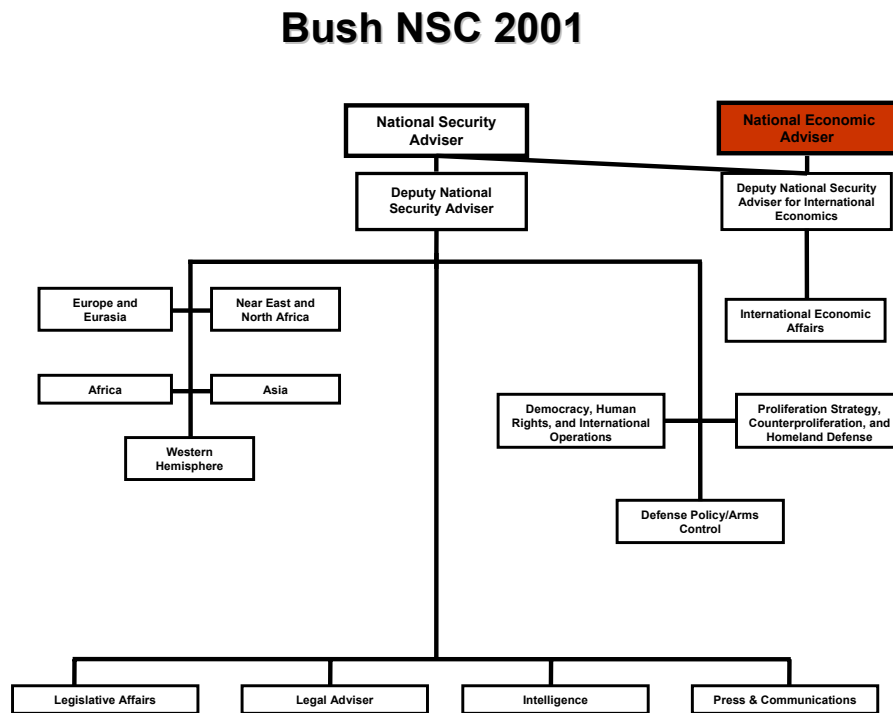 Bush NSC 2001
National Security
Adviser
National Economic
Adviser
Deputy National
Security Adviser
Deputy National Security
Adviser for International
Economics
Europe and
Eurasia
Near East and
North Africa
International Economic
Affairs
Africa
Asia
Western
Hemisphere
Democracy, Human
Rights, and International
Operations
Proliferation Strategy,
Counterproliferation, and
Homeland Defense
Defense Policy/Arms
Control
Legislative Affairs
Legal Adviser
Intelligence
Press & Communications